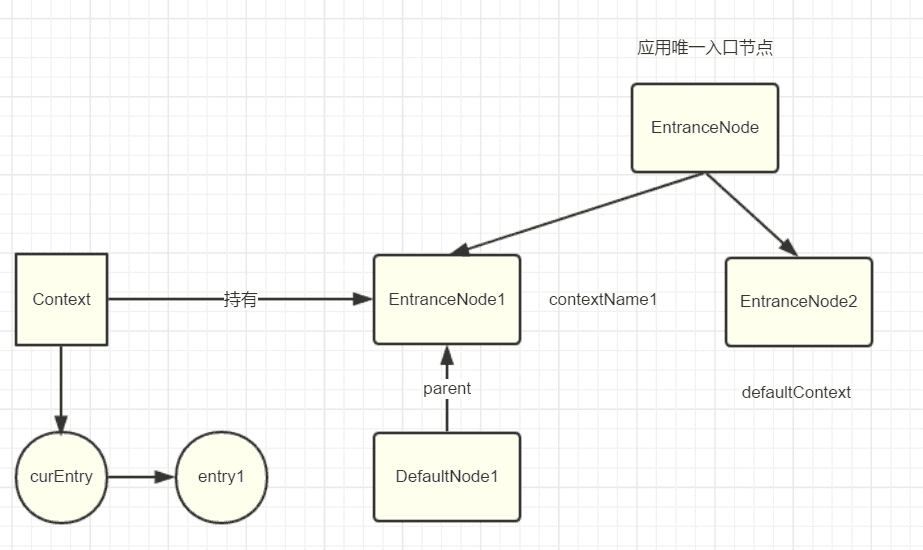 应用唯一入口节点
EntranceNode
Context
持有
EntranceNode1
contextName1
EntranceNode2
parent
defaultContext
curEntry
entry1
DefaultNode1